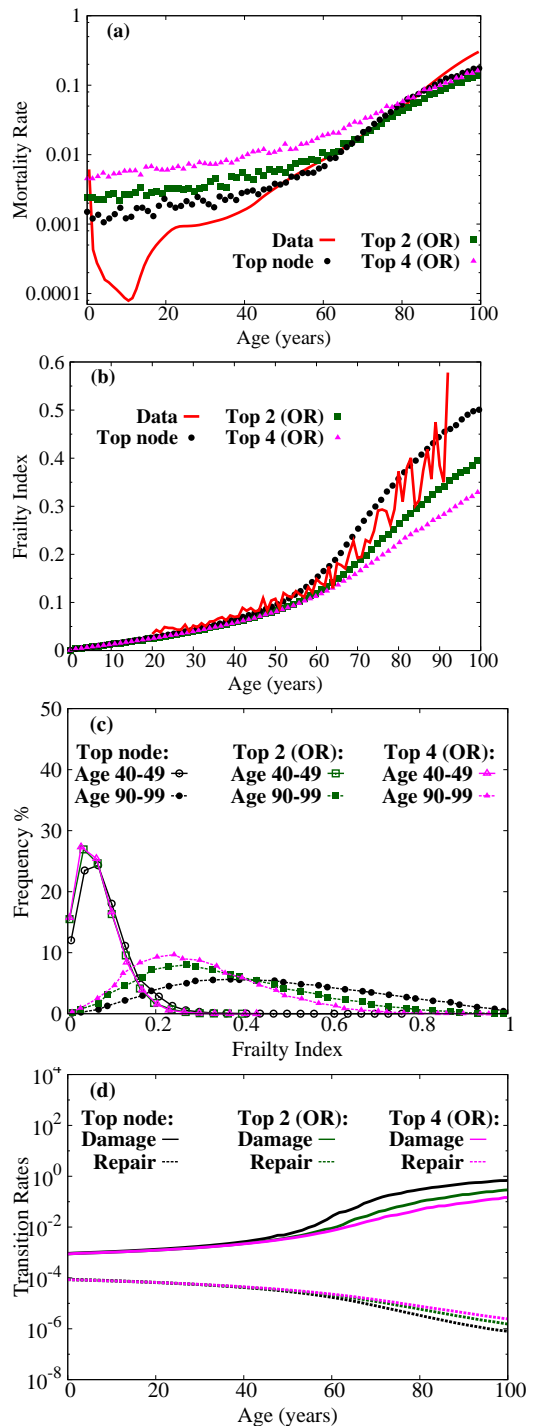 (a)
Mortality Rate
1
0.1
0.01
0.001
0.0001
Data
Top 2 (OR)
Top node
Top 4 (OR)
0 20 40 60 80 100
Age (years)
(b)
Frailty Index
0.6
0.5
0.4
0.3
0.2
0.1
0
Data
Top 2 (OR)
Top node
Top 4 (OR)
0 10 20 30 40 50 60 70 80 90 100
Age (years)
(c)
Frequency %
50
40
30
20
10
0
Top node: Top 2 (OR): Top 4 (OR):
Age 40-49 Age 40-49 Age 40-49
Age 90-99 Age 90-99 Age 90-99
0 0.2 0.4 0.6 0.8 1
Frailty Index
(d)
Transition Rates
10^4
10^2
10^0
10^-2
10^-4
10^-6
10^-8
Top node: Top 2 (OR): Top 4 (OR):
Damage Damage Damage
Repair Repair Repair
0 20 40 60 80 100
Age (years)